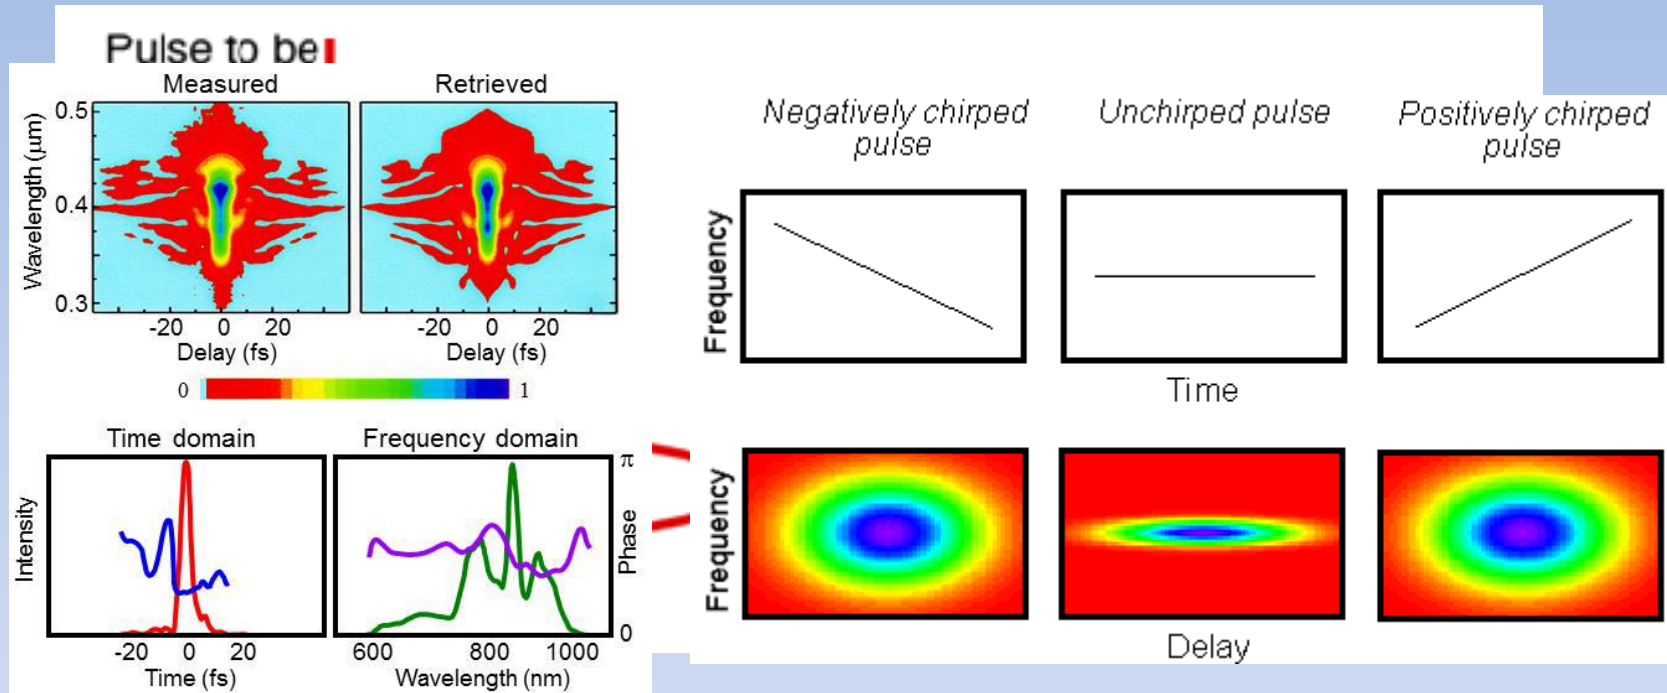 Pulse to be
Measured
Retrieved
Wavelength (μm)
0.5
0.4
0.3
-20 0 20
-20 0 20
Delay (fs)
Delay (fs)
0
1
Time domain
Frequency domain
Intensity
π
0
Phase
-20 0 20
600 800 1000
Time (fs)
Wavelength (nm)
Negatively chirped
pulse
Unchirped pulse
Positively chirped
pulse
Frequency
Time
Frequency
Delay